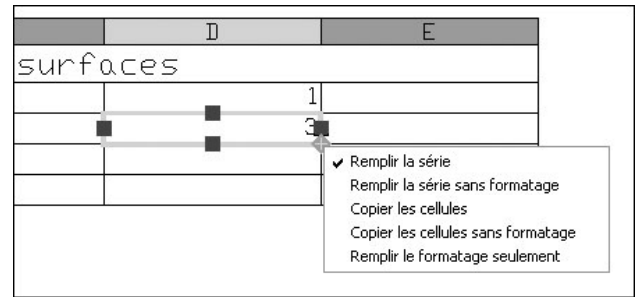 D E
surfaces
1
3
Remplir la série
Remplir la série sans formatage
Copier les cellules
Copier les cellules sans formatage
Remplir le formatage seulement